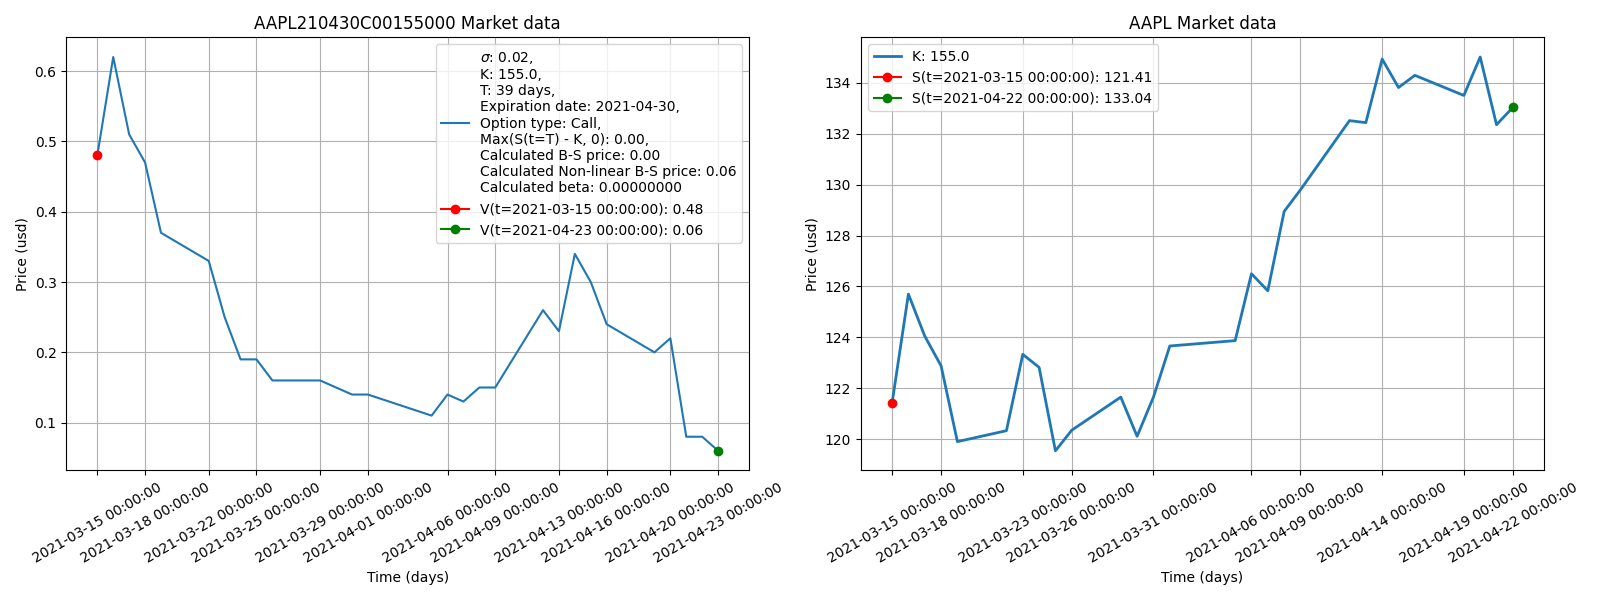 AAPL210430C00155000 Market data
Price (usd)
0.6
0.5
0.4
0.3
0.2
0.1
σ: 0.02,
K: 155.0,
T: 39 days,
Expiration date: 2021-04-30,
Option type: Call,
Max(S(t=T) - K, 0): 0.00,
Calculated B-S price: 0.00
Calculated Non-linear B-S price: 0.06
Calculated beta: 0.00000000
V(t=2021-03-15 00:00:00): 0.48
V(t=2021-04-23 00:00:00): 0.06
2021-03-15 00:00:00
2021-03-18 00:00:00
2021-03-22 00:00:00
2021-03-25 00:00:00
2021-03-29 00:00:00
2021-04-01 00:00:00
2021-04-06 00:00:00
2021-04-09 00:00:00
2021-04-13 00:00:00
2021-04-16 00:00:00
2021-04-20 00:00:00
2021-04-23 00:00:00
Time (days)
AAPL Market data
Price (usd)
134
132
130
128
126
124
122
120
K: 155.0
S(t=2021-03-15 00:00:00): 121.41
S(t=2021-04-22 00:00:00): 133.04
2021-03-15 00:00:00
2021-03-18 00:00:00
2021-03-23 00:00:00
2021-03-26 00:00:00
2021-03-31 00:00:00
2021-04-06 00:00:00
2021-04-09 00:00:00
2021-04-14 00:00:00
2021-04-19 00:00:00
2021-04-22 00:00:00
Time (days)